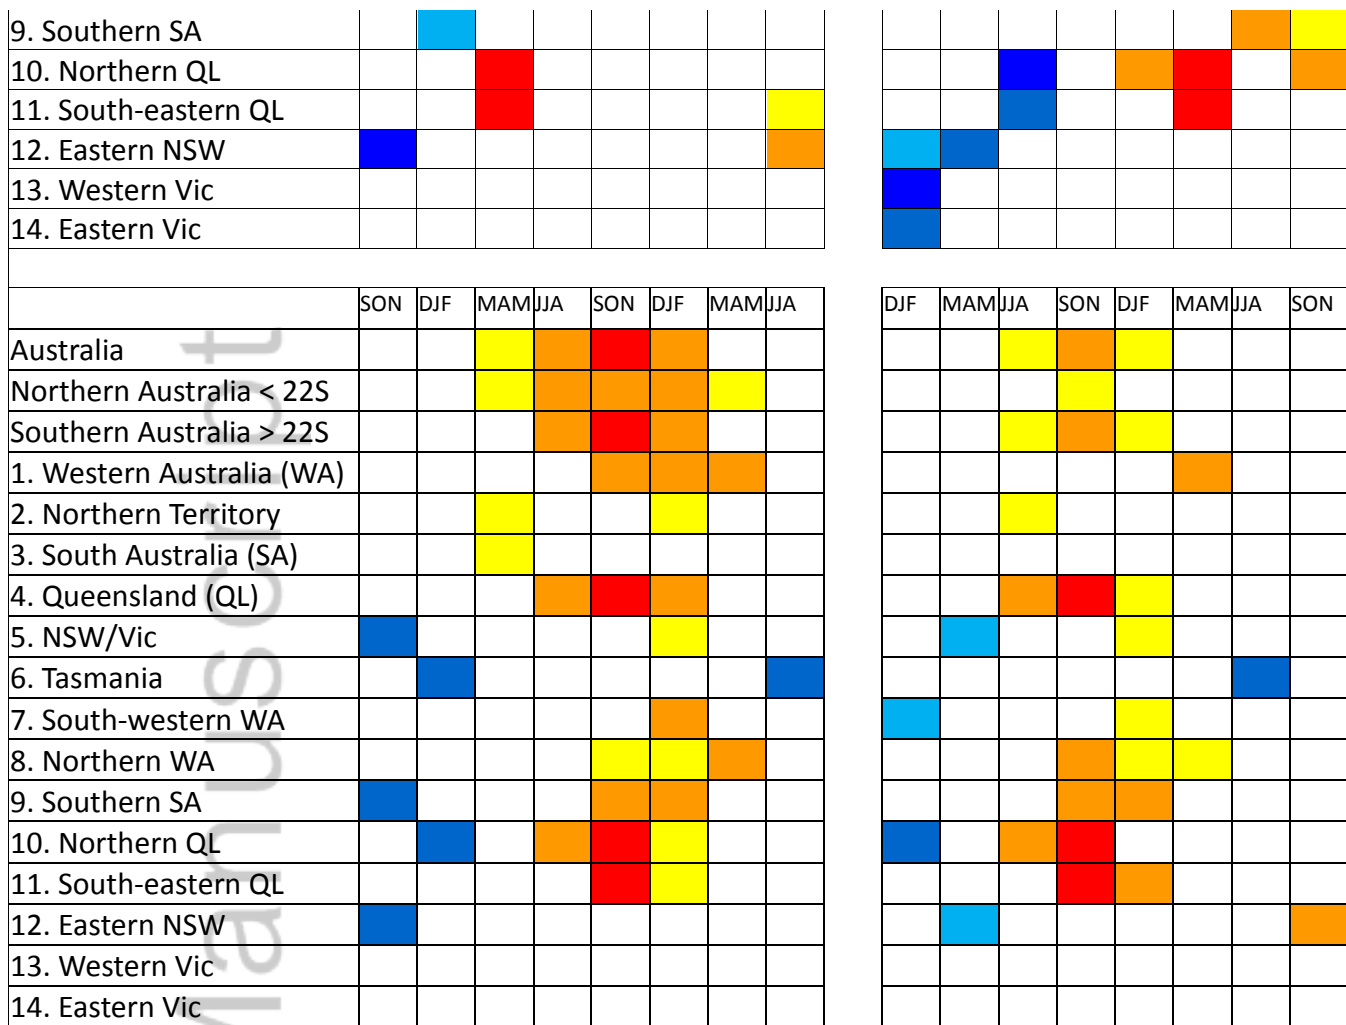 9. Southern SA
10. Northern QL
11. South-eastern QL
12. Eastern NSW
13. Western Vic
14. Eastern Vic
SON DJF MAM JJA SON DJF MAM JJA DJF MAM JJA SON DJF MAM JJA SON
Australia
Northern Australia < 22S
Southern Australia > 22S
1. Western Australia (WA)
2. Northern Territory
3. South Australia (SA)
4. Queensland (QL)
5. NSW/Vic
6. Tasmania
7. South-western WA
8. Northern WA
9. Southern SA
10. Northern QL
11. South-eastern QL
12. Eastern NSW
13. Western Vic
14. Eastern Vic
Manuscript